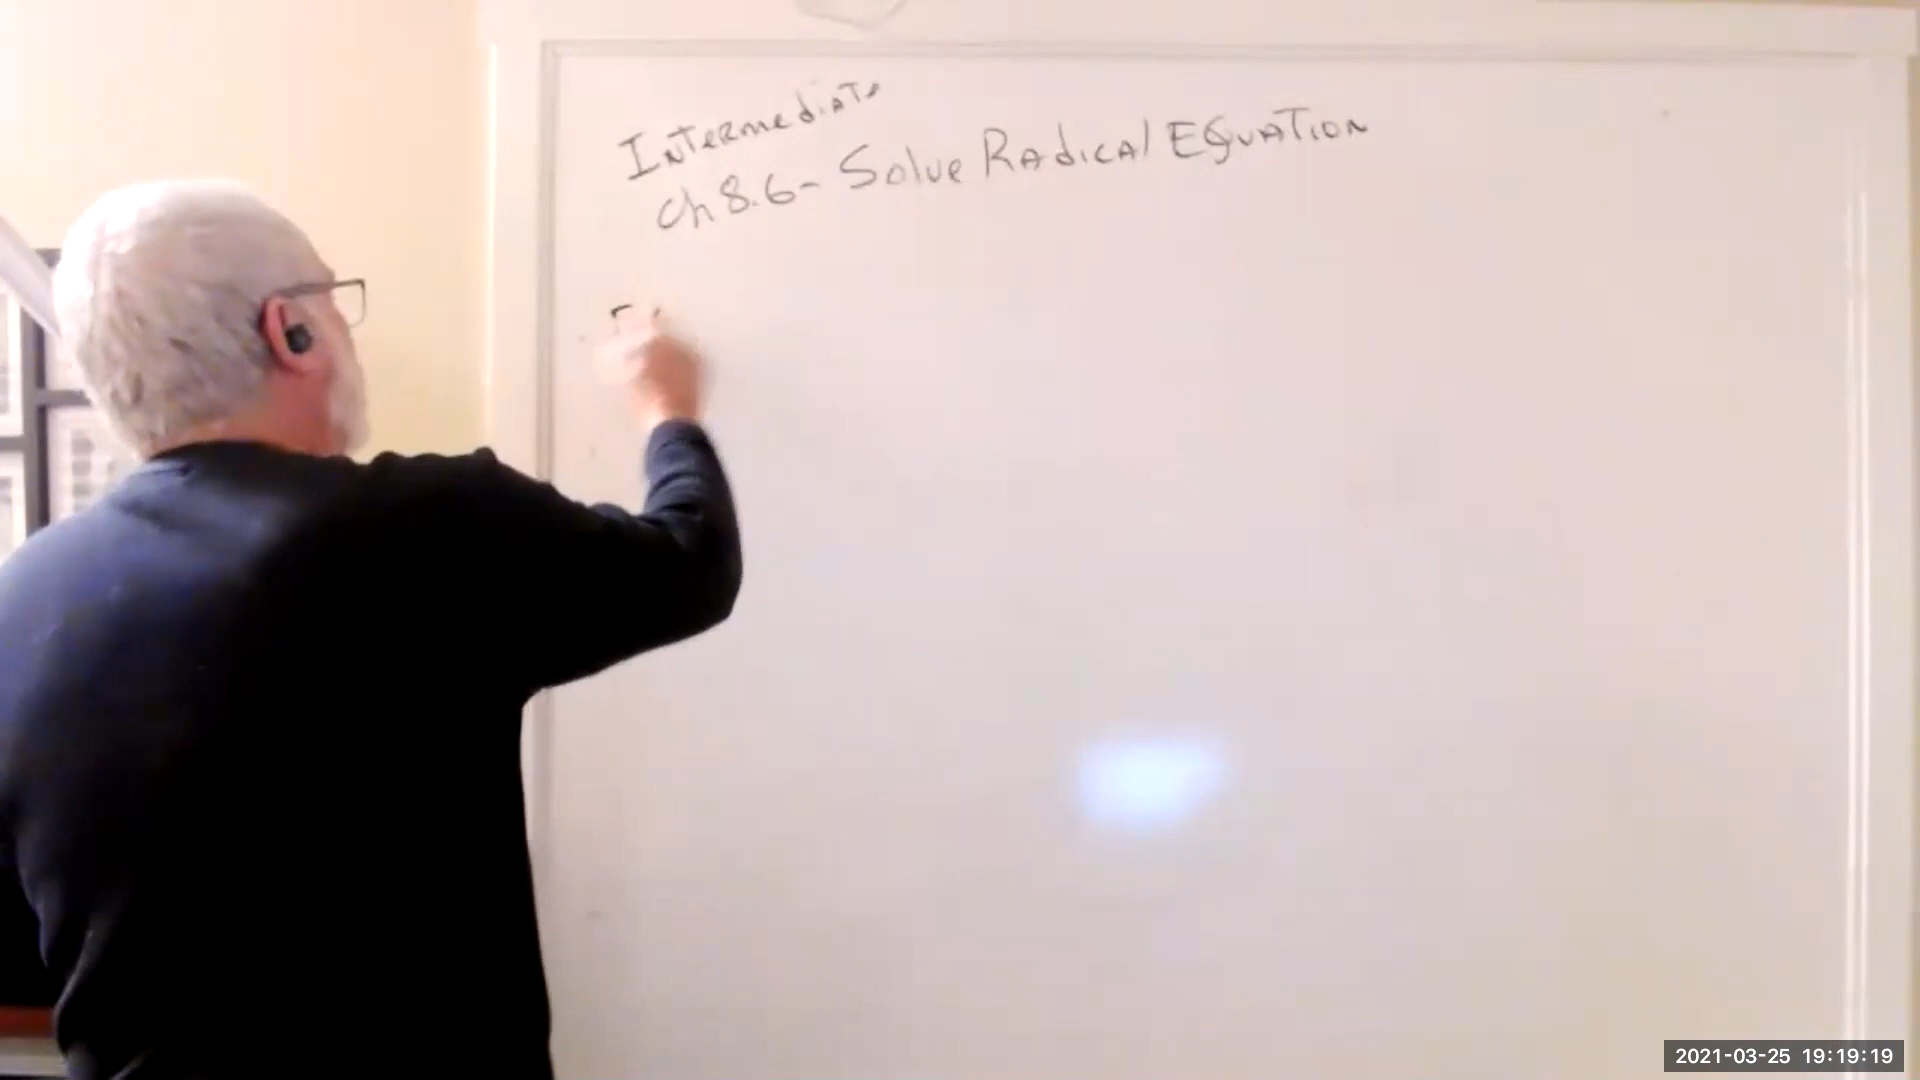 Intermediate
Ch 8.6- Solve Radical Equation
2021-03-25 19:19:19